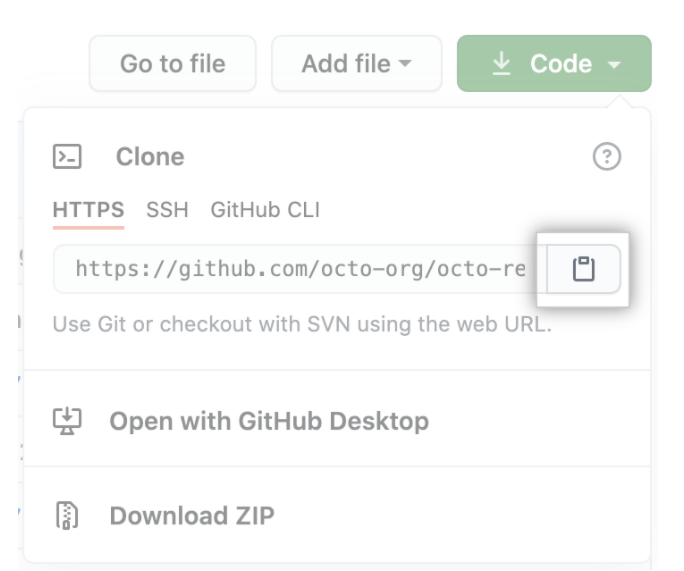 Go to file
Add file
Code
Clone
HTTPS SSH GitHub CLI
https://github.com/octo-org/octo-re
Use Git or checkout with SVN using the web URL.
Open with GitHub Desktop
Download ZIP